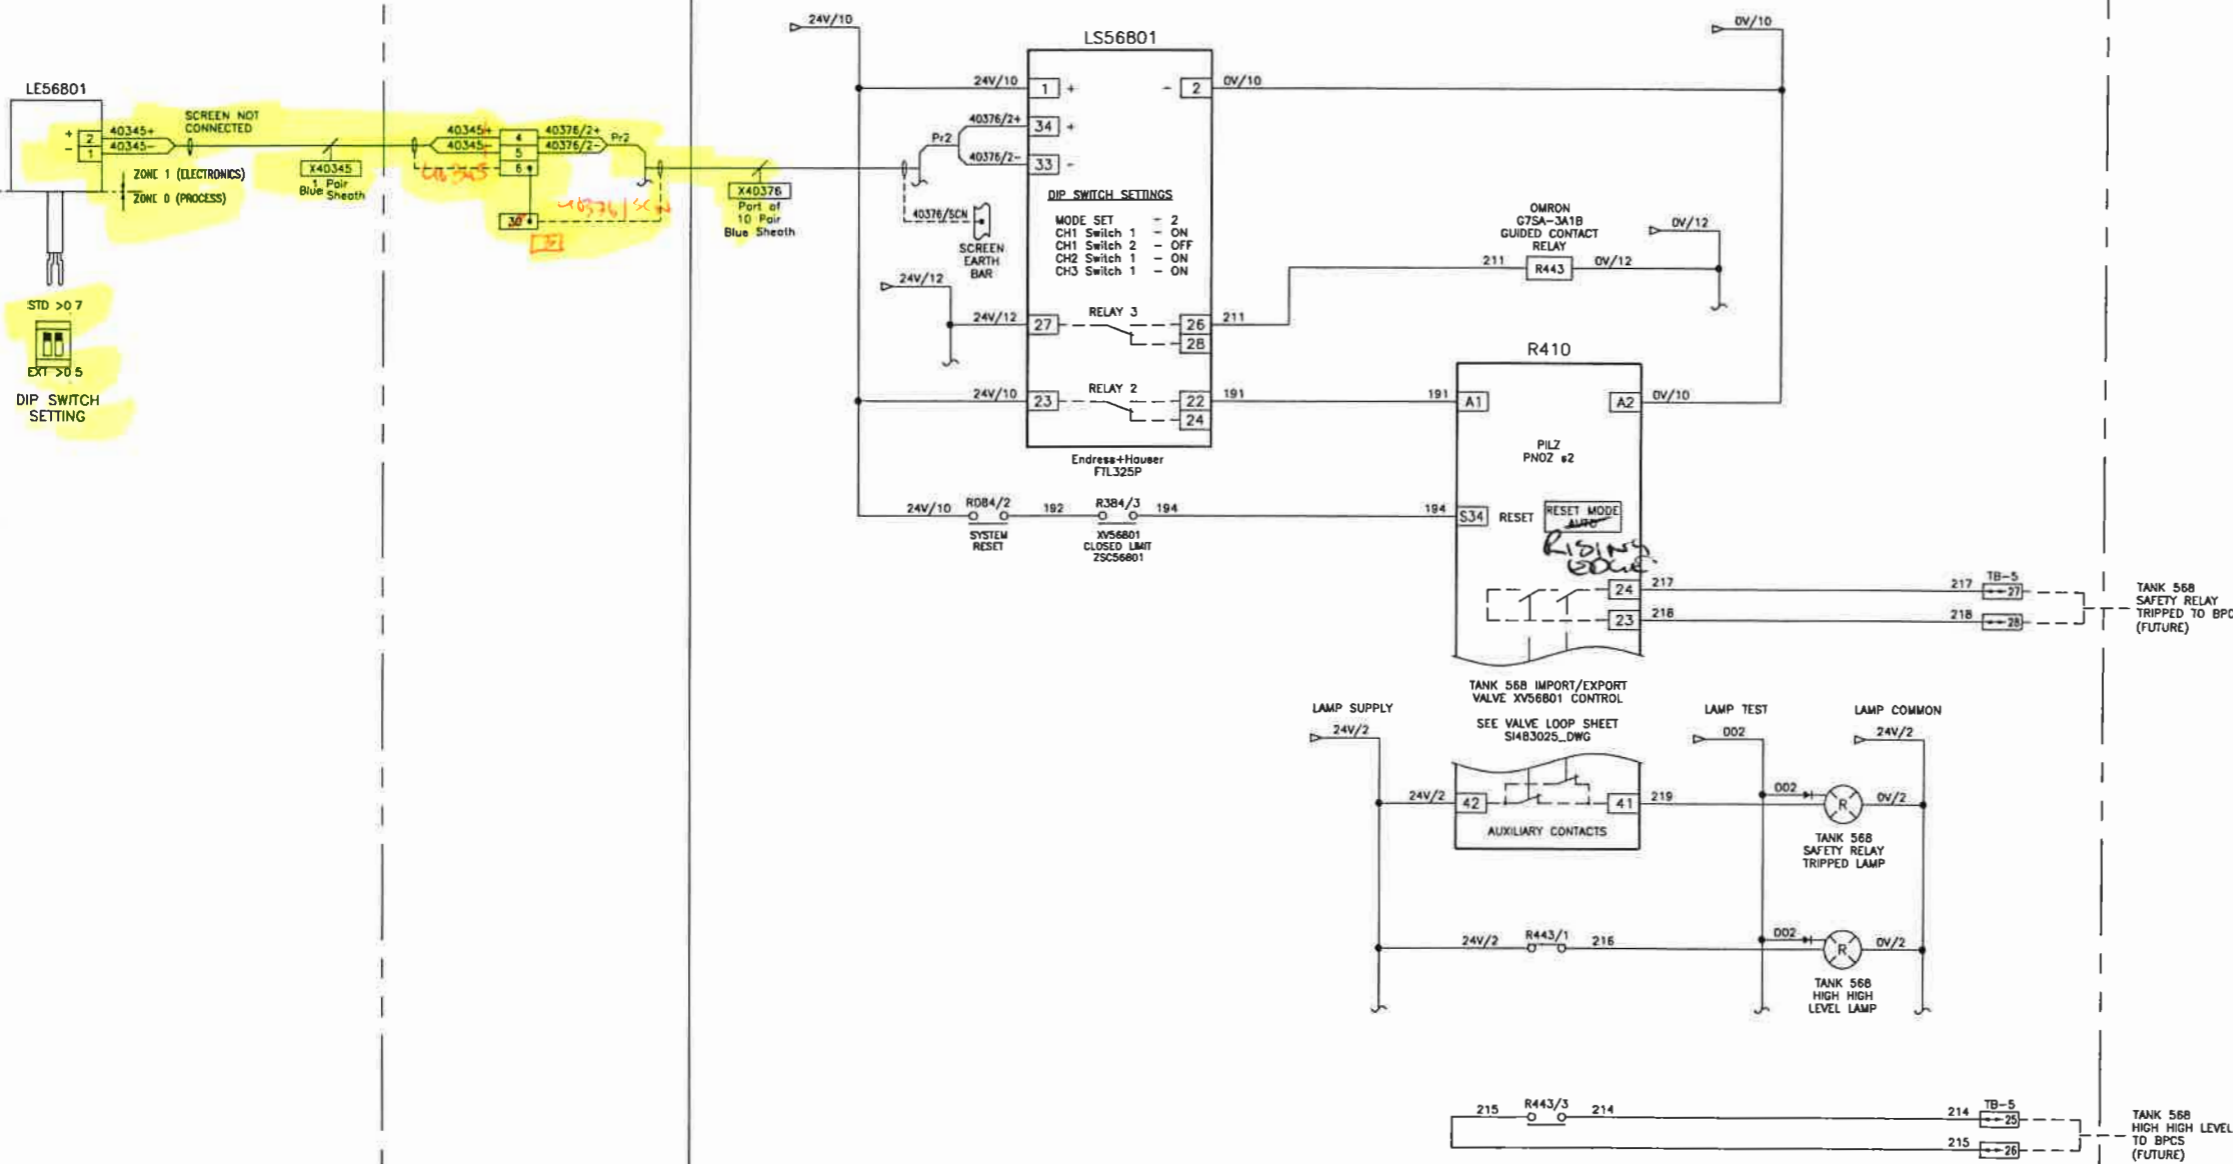 LE56801
+ 2 40345+
- 1 40345-
SCREEN NOT
CONNECTED
ZONE 1 (ELECTRONICS)
ZONE 0 (PROCESS)
X40345
1 Pair
Blue Sheath
STD >0 7
EXT >0 5
DIP SWITCH
SETTING
40345+ 4 40376/2+
40345- 5 40376/2-
Pr2
6
40345
40376/SCN
30
X40376
Part of
10 Pair
Blue Sheath
24V/10
LS56801
24V/10 1 + - 2 0V/10
Pr2
40376/2+ 34 +
40376/2- 33 -
40376/SCN
SCREEN
EARTH
BAR
DIP SWITCH SETTINGS
MODE SET - 2
CH1 Switch 1 - ON
CH1 Switch 2 - OFF
CH2 Switch 1 - ON
CH3 Switch 1 - ON
24V/12
24V/12 27 RELAY 3 26 211
28
24V/10 23 RELAY 2 22 191
24
Endress+Hauser
FTL325P
24V/10 R084/2 192 R384/3 194
SYSTEM
RESET
XV56801
CLOSED LIMIT
ZSC56801
0V/10
OMRON
G7SA-3A1B
GUIDED CONTACT
RELAY
211 R443 0V/12
0V/12
R410
191 A1 A2 0V/10
PILZ
PNOZ s2
194 S34 RESET
RESET MODE
AUTO
RISING
EDGE
24 217 217 TB-5 27
23 218 218 28
TANK 568
SAFETY RELAY
TRIPPED TO BPC
(FUTURE)
TANK 568 IMPORT/EXPORT
VALVE XV56801 CONTROL
SEE VALVE LOOP SHEET
SI483025_DWG
LAMP SUPPLY
24V/2
LAMP TEST
002
LAMP COMMON
24V/2
24V/2 42 41 219 002 R 0V/2
AUXILIARY CONTACTS
TANK 568
SAFETY RELAY
TRIPPED LAMP
24V/2 R443/1 216 002 R 0V/2
TANK 568
HIGH HIGH
LEVEL LAMP
215 R443/3 214 214 TB-5 25
215 26
TANK 568
HIGH HIGH LEVEL
TO BPCS
(FUTURE)